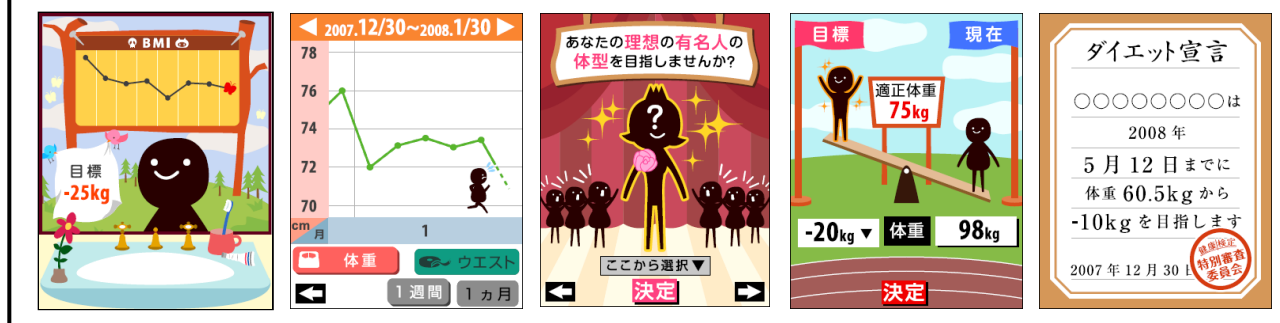 BMI
目標
-25kg
2007.12/30~2008.1/30
78
76
74
72
70
cm
月
1
体重
ウエスト
1週間
1ヵ月
あなたの理想の有名人の
体型を目指しませんか?
?
ここから選択▼
決定
目標
現在
適正体重
75kg
-20kg▼
体重
98kg
決定
ダイエット宣言
○○○○○○○○は
2008年
5月12日までに
体重60.5kgから
-10kgを目指します
2007年12月30日
健康検定
特別審査
委員会